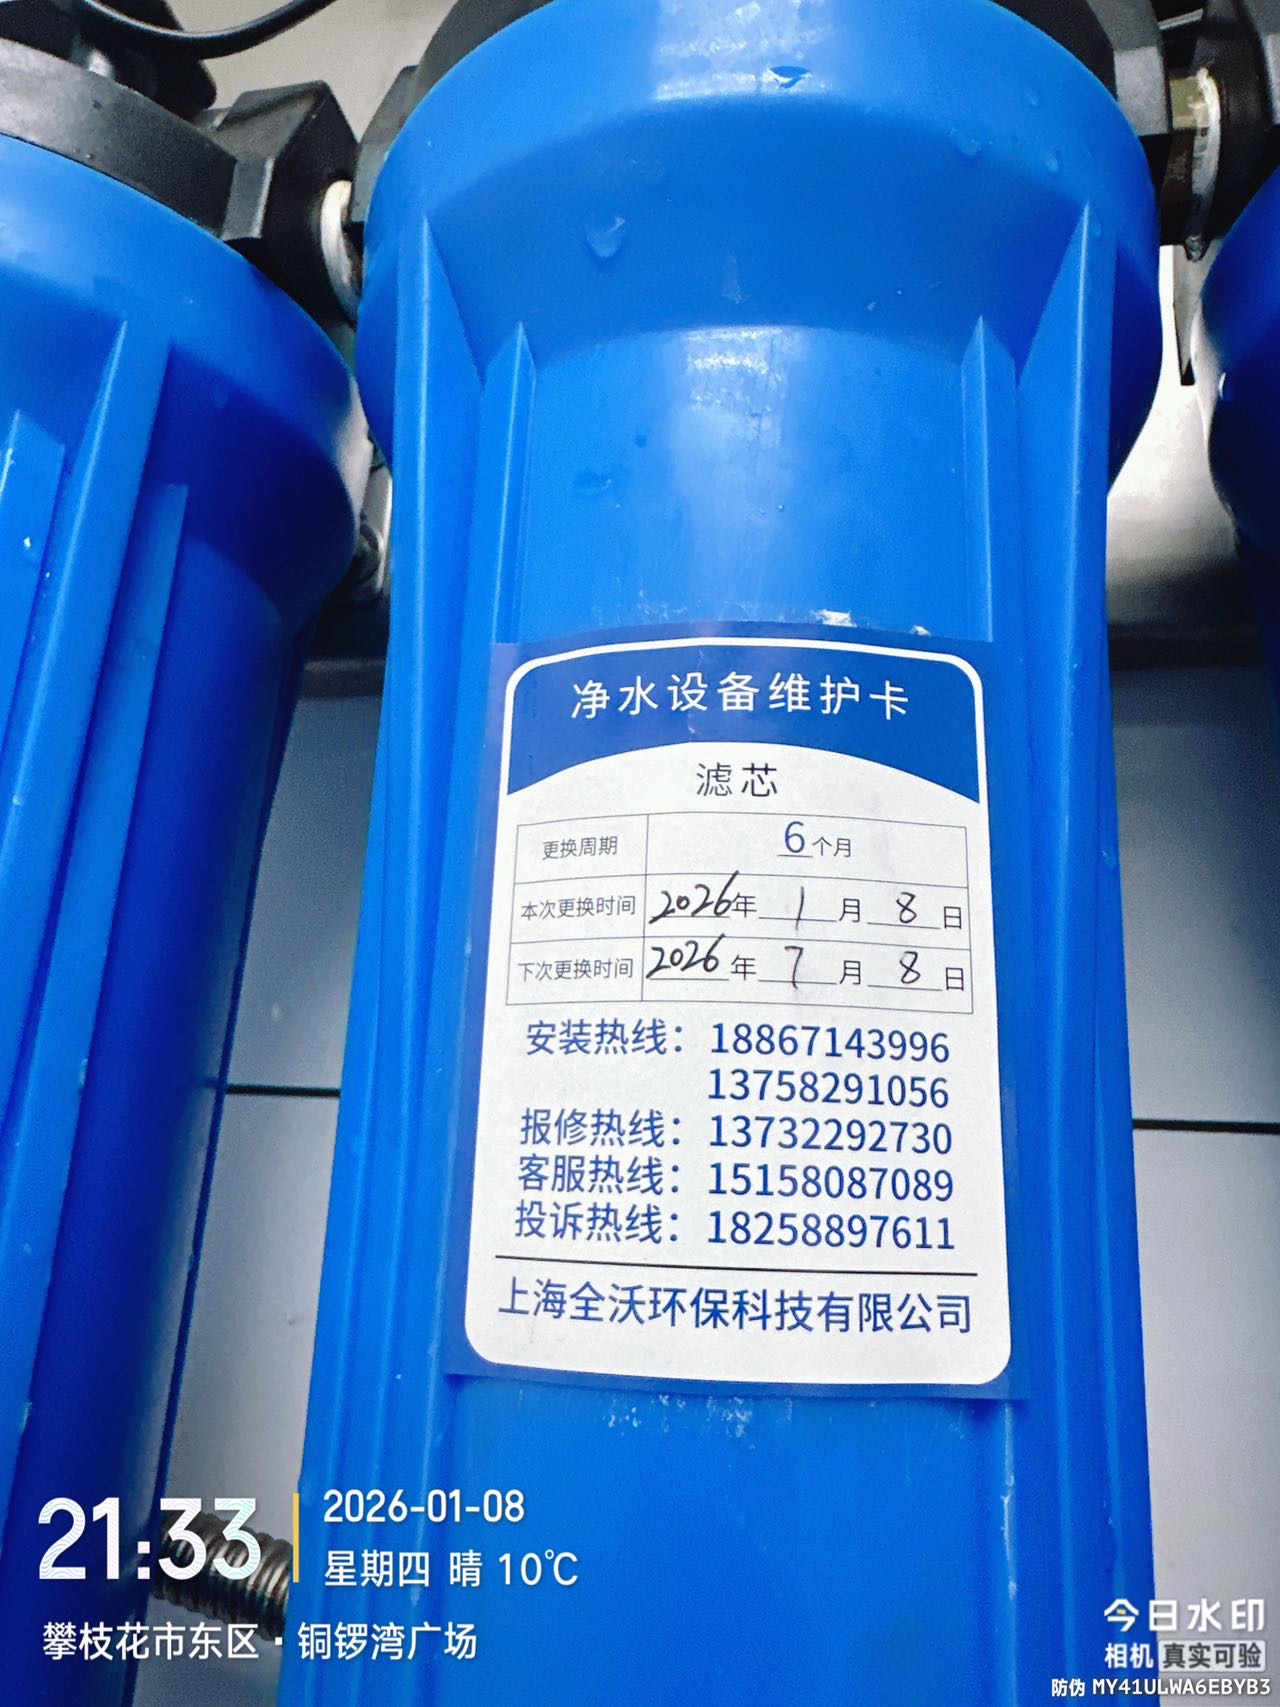 净水设备维护卡
滤芯
更换周期 6个月
本次更换时间 2026年1月8日
下次更换时间 2026年7月8日
安装热线：18867143996
13758291056
报修热线：13732292730
客服热线：15158087089
投诉热线：18258897611
上海全沃环保科技有限公司
21:33
2026-01-08
星期四 晴 10℃
攀枝花市东区·铜锣湾广场
今日水印
相机 真实可验
防伪 MY41ULWA6EBYB3